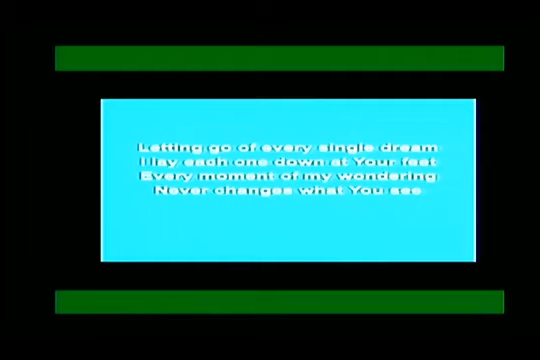 Letting go of every single dream
I lay each one down at Your feet
Every moment of my wondering
Never changes what You see